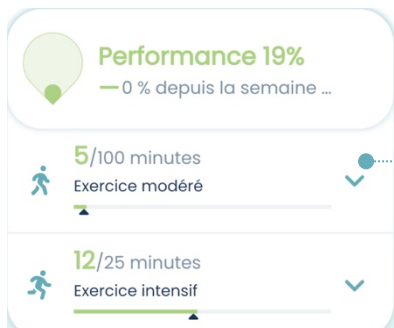 Performance 19%
0 % depuis la semaine ...
5/100 minutes
Exercice modéré
12/25 minutes
Exercice intensif